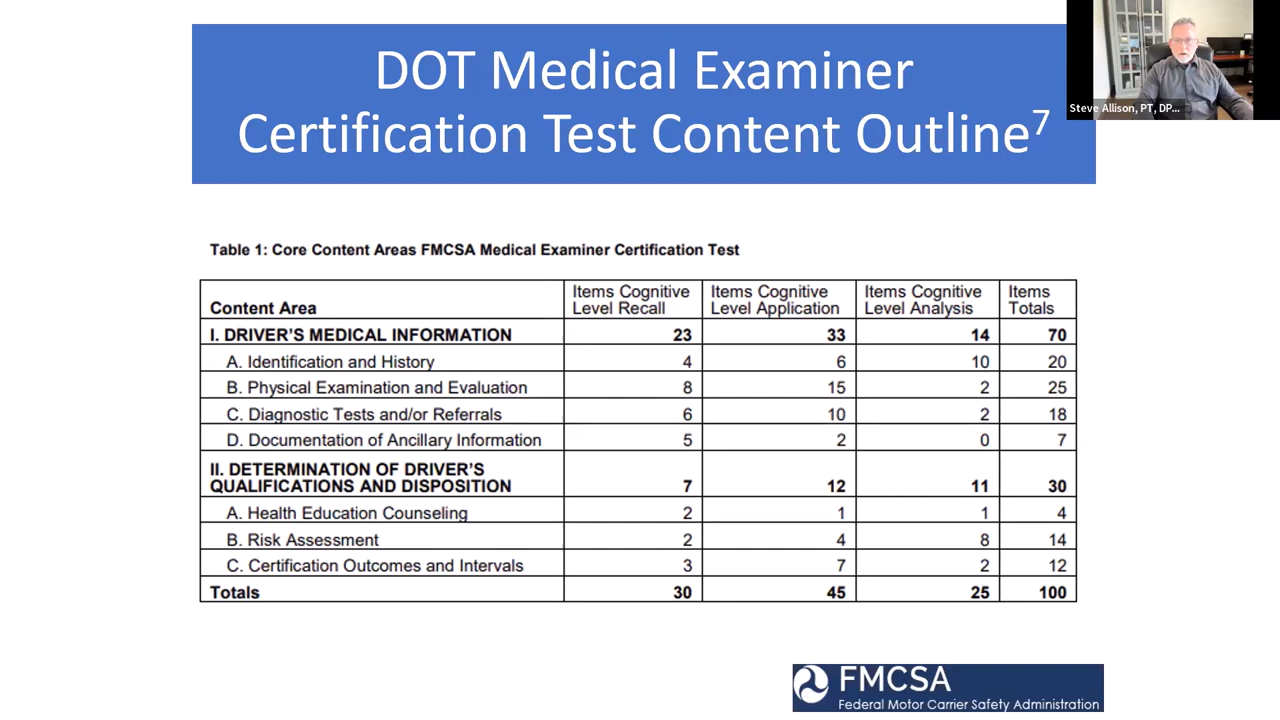 DOT Medical Examiner
Certification Test Content Outline7
Steve Allison, PT, DP...
Table 1: Core Content Areas FMCSA Medical Examiner Certification Test
Content Area Items Cognitive Level Recall Items Cognitive Level Application Items Cognitive Level Analysis Items Totals
I. DRIVER'S MEDICAL INFORMATION 23 33 14 70
A. Identification and History 4 6 10 20
B. Physical Examination and Evaluation 8 15 2 25
C. Diagnostic Tests and/or Referrals 6 10 2 18
D. Documentation of Ancillary Information 5 2 0 7
II. DETERMINATION OF DRIVER'S
QUALIFICATIONS AND DISPOSITION 7 12 11 30
A. Health Education Counseling 2 1 1 4
B. Risk Assessment 2 4 8 14
C. Certification Outcomes and Intervals 3 7 2 12
Totals 30 45 25 100
FMCSA
Federal Motor Carrier Safety Administration